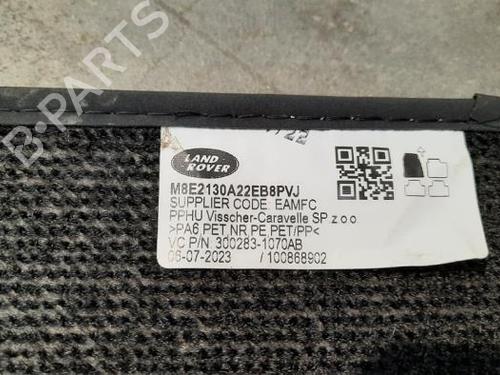 LAND
ROVER
M8E2130A22EB8PVJ
SUPPLIER CODE: EAMFC
PPHU Visscher-Caravelle SP z o o
>PA6,PET,NR,PE,PET/PP<
VC P/N: 300283-1070AB
06-07-2023 / 100868902
B-PARTS